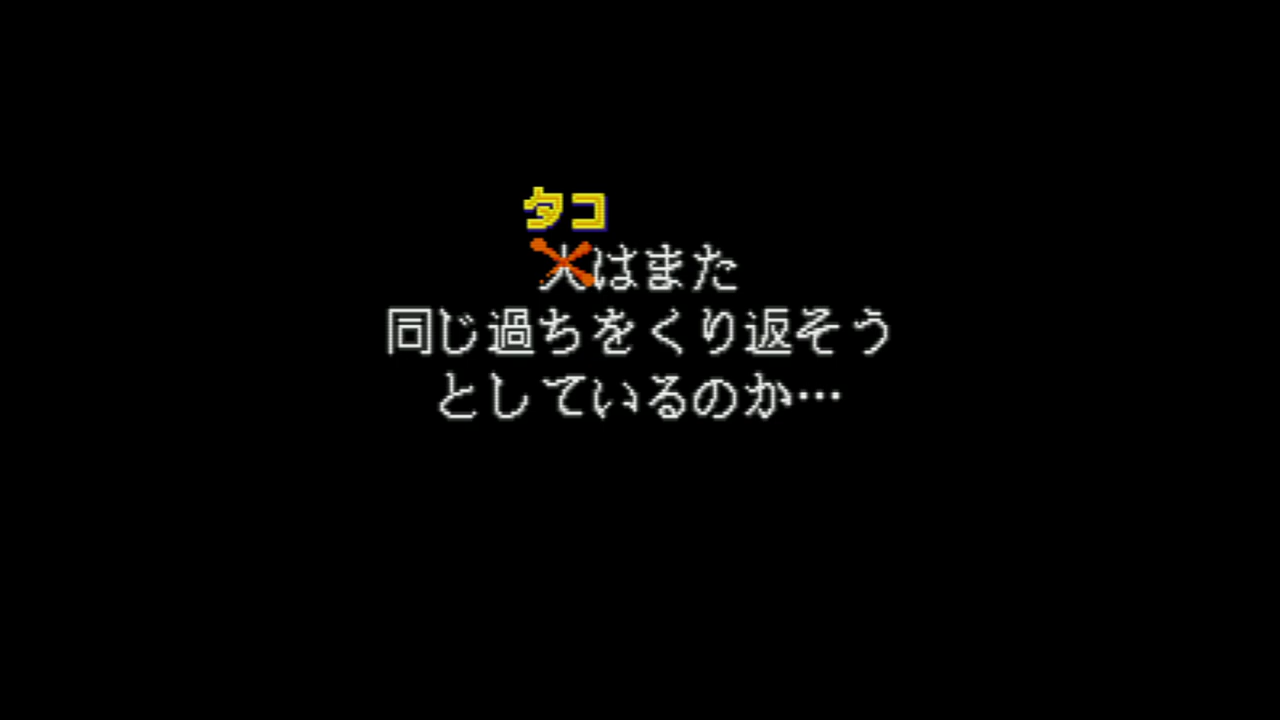 タコ
人はまた
同じ過ちをくり返そう
としているのか…